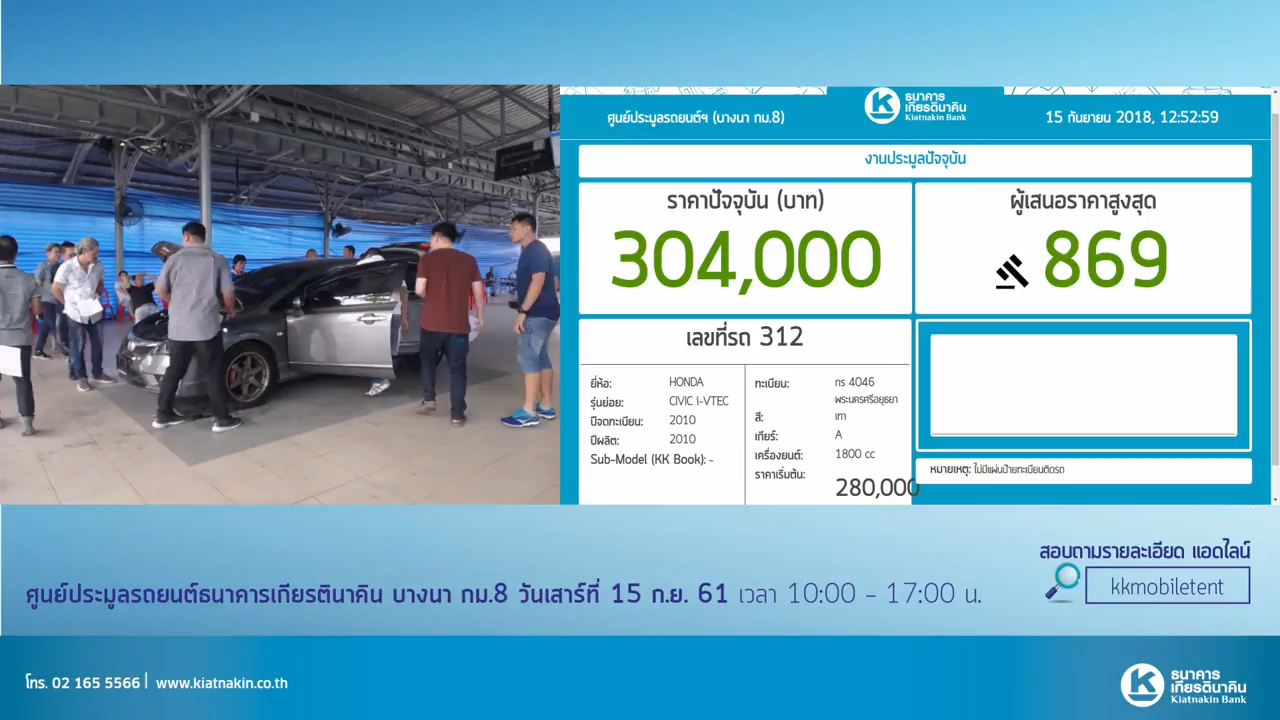 ศูนย์ประมูลรถยนต์ฯ (บางนา กม.8)
ธนาคาร
เกียรตินาคิน
Kiatnakin Bank
15 กันยายน 2018, 12:52:59
งานประมูลปัจจุบัน
ราคาปัจจุบัน (บาท)
304,000
ผู้เสนอราคาสูงสุด
869
เลขที่รถ 312
ยี่ห้อ: HONDA
รุ่นย่อย: CIVIC i-VTEC
ปีจดทะเบียน: 2010
ปีผลิต: 2010
Sub-Model (KK Book): -
ทะเบียน: กร 4046
พระนครศรีอยุธยา
สี: เทา
เกียร์: A
เครื่องยนต์: 1800 cc
ราคาเริ่มต้น: 280,000
หมายเหตุ: ไม่มีแผ่นป้ายทะเบียนติดรถ
สอบถามรายละเอียด แอดไลน์
kkmobiletent
ศูนย์ประมูลรถยนต์ธนาคารเกียรตินาคิน บางนา กม.8 วันเสาร์ที่ 15 ก.ย. 61 เวลา 10:00 - 17:00 น.
โทร. 02 165 5566 | www.kiatnakin.co.th
ธนาคาร
เกียรตินาคิน
Kiatnakin Bank